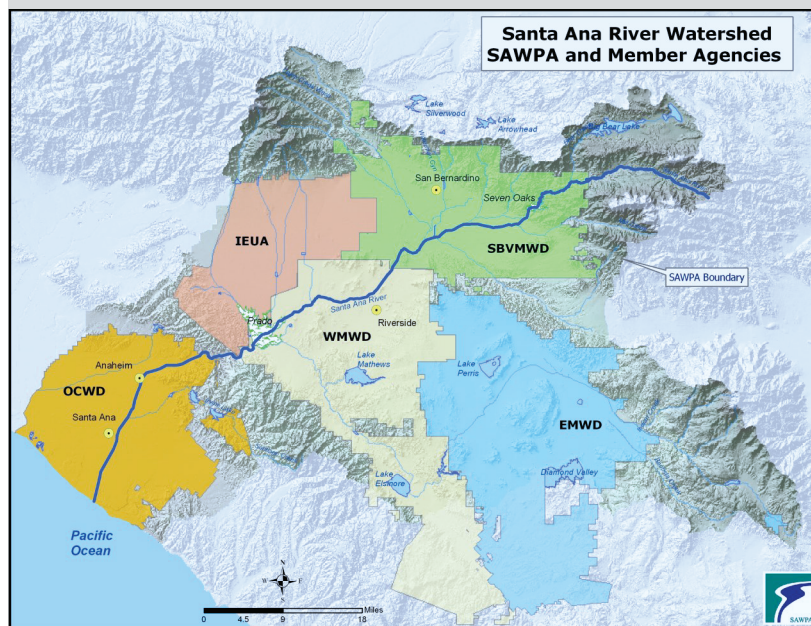 Santa Ana River Watershed
SAWPA and Member Agencies
Lake
Silverwood
Lake
Arrowhead
Big Bear Lake
San Bernardino
Seven Oaks
IEUA
SBVMWD
SAWPA Boundary
Santa Ana River
Prado
Riverside
WMWD
Anaheim
Lake
Mathews
Lake
Perris
OCWD
Santa Ana
EMWD
Lake
Elsinore
Diamond Valley
Pacific
Ocean
N
W
E
S
Miles
0
4.5
9
18
SAWPA